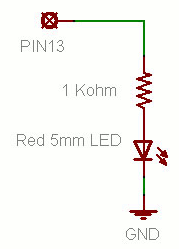 PIN13
1 Kohm
Red 5mm LED
GND